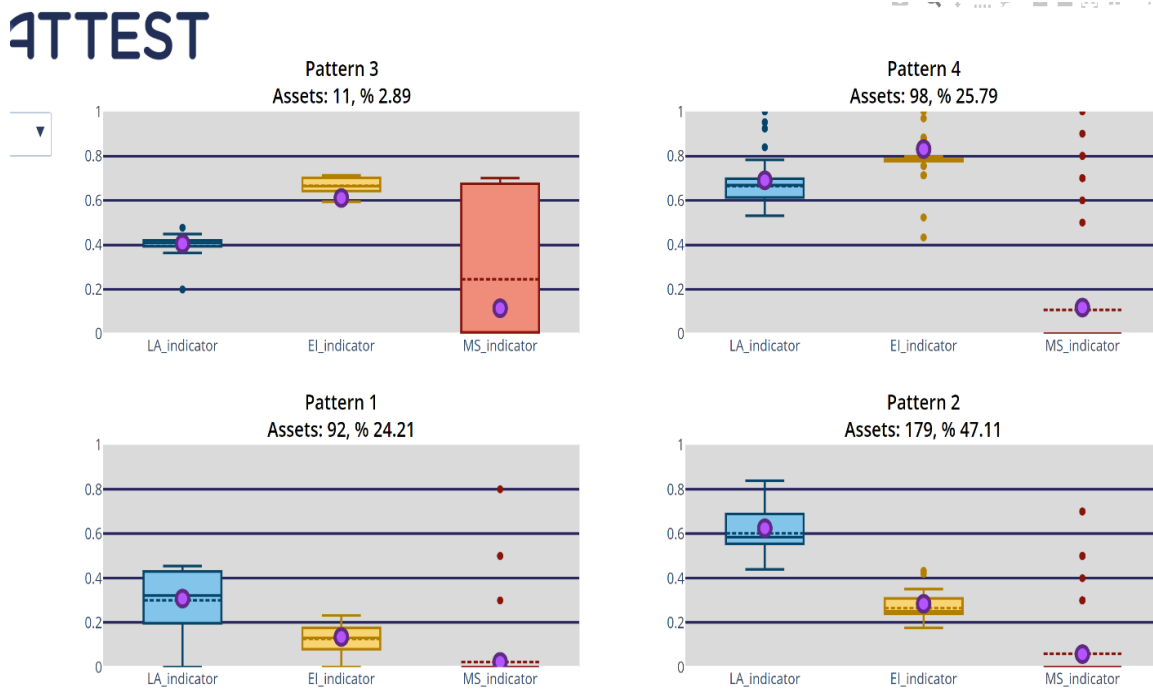 ATTEST
Pattern 3
Assets: 11, % 2.89
1
0.8
0.6
0.4
0.2
0
LA_indicator EI_indicator MS_indicator
Pattern 4
Assets: 98, % 25.79
1
0.8
0.6
0.4
0.2
0
LA_indicator EI_indicator MS_indicator
Pattern 1
Assets: 92, % 24.21
1
0.8
0.6
0.4
0.2
0
LA_indicator EI_indicator MS_indicator
Pattern 2
Assets: 179, % 47.11
1
0.8
0.6
0.4
0.2
0
LA_indicator EI_indicator MS_indicator